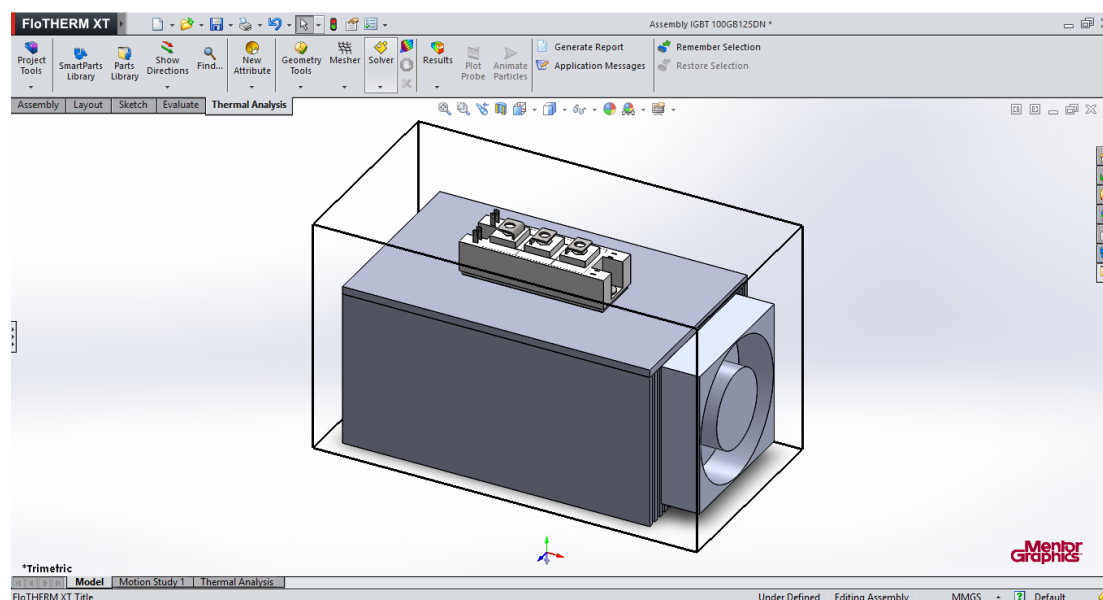 FloTHERM XT
Assembly IGBT 100GB125DN *
Project Tools
SmartParts Library
Parts Library
Show Directions
Find...
New Attribute
Geometry Tools
Mesher
Solver
Results
Plot Probe
Animate Particles
Generate Report
Application Messages
Remember Selection
Restore Selection
Assembly
Layout
Sketch
Evaluate
Thermal Analysis
Mentor
Graphics
*Trimetric
Model
Motion Study 1
Thermal Analysis
FloTHERM XT Title
Under Defined
Editing Assembly
MMGS
Default